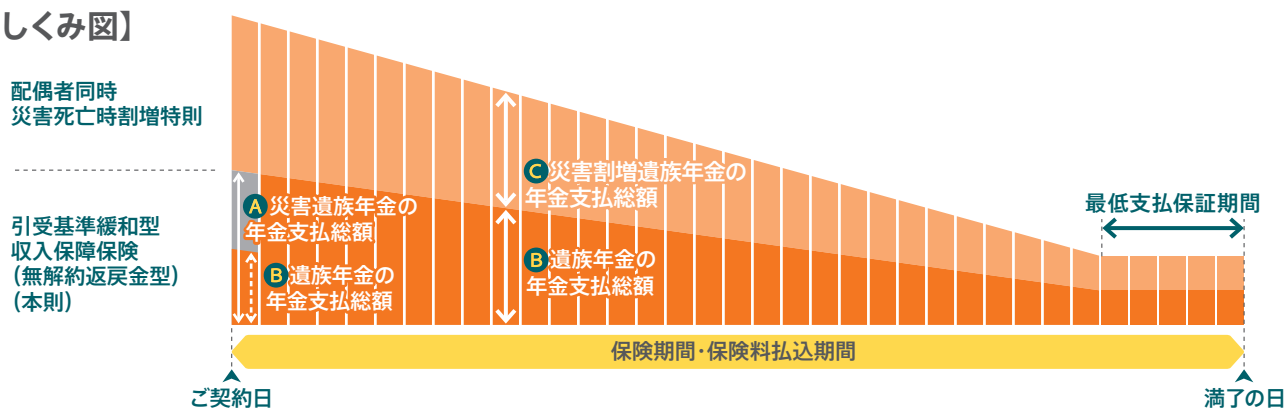 しくみ図】
配偶者同時
災害死亡時割増特則
引受基準緩和型
収入保障保険
(無解約返戻金型)
(本則)
A 災害遺族年金の
年金支払総額
B 遺族年金の
年金支払総額
C 災害割増遺族年金の
年金支払総額
B 遺族年金の
年金支払総額
最低支払保証期間
保険期間・保険料払込期間
ご契約日
満了の日